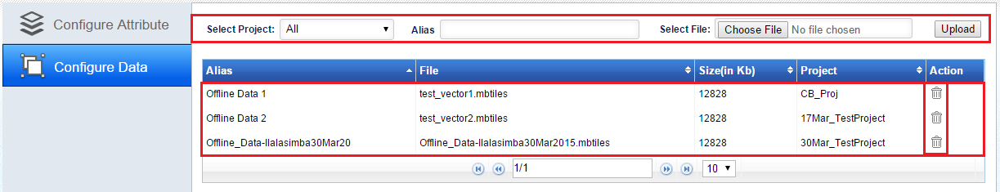 Configure Attribute
Configure Data
Select Project: All Alias Select File: Choose File No file chosen Upload
Alias File Size(in Kb) Project Action
Offline Data 1 test_vector1.mbtiles 12828 CB_Proj
Offline Data 2 test_vector2.mbtiles 12828 17Mar_TestProject
Offline_Data-Ilalasimba30Mar20 Offline_Data-Ilalasimba30Mar2015.mbtiles 12828 30Mar_TestProject
1/1 10